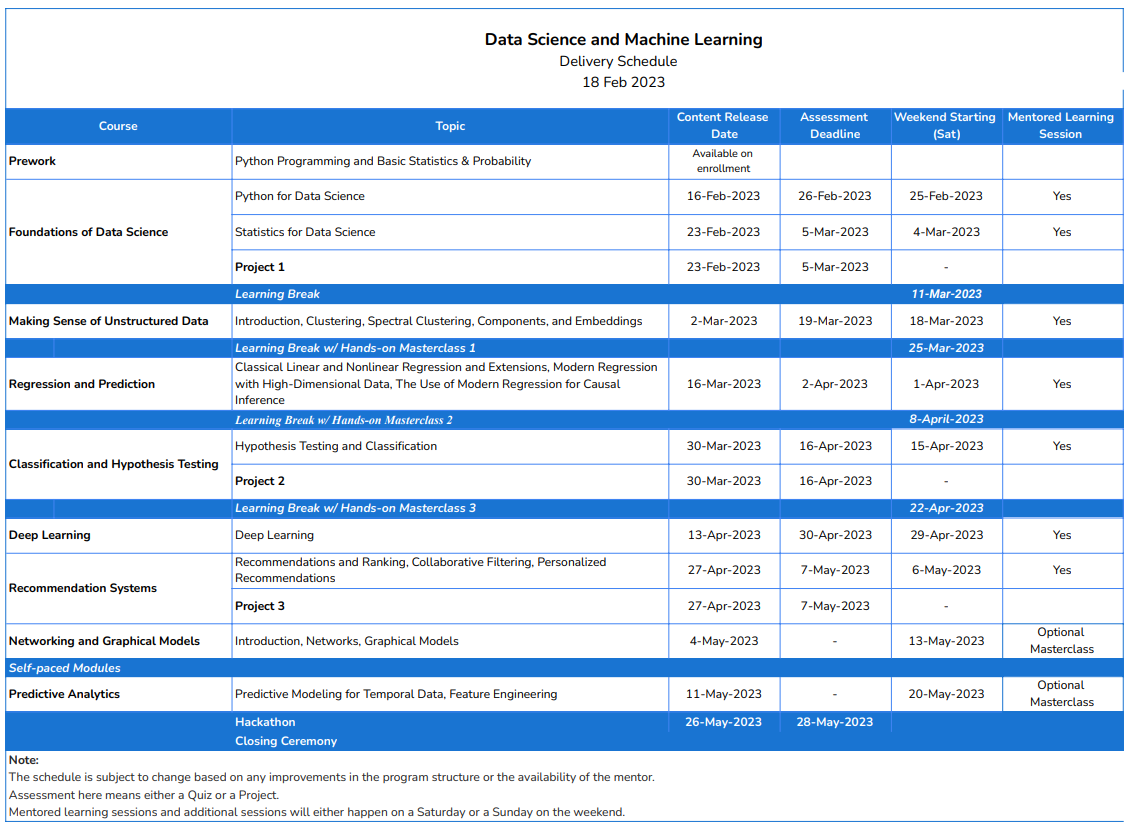 Data Science and Machine Learning
Delivery Schedule
18 Feb 2023
Course Topic Content Release Date Assessment Deadline Weekend Starting (Sat) Mentored Learning Session
Prework Python Programming and Basic Statistics & Probability Available on enrollment
Foundations of Data Science
Python for Data Science 16-Feb-2023 26-Feb-2023 25-Feb-2023 Yes
Statistics for Data Science 23-Feb-2023 5-Mar-2023 4-Mar-2023 Yes
Project 1 23-Feb-2023 5-Mar-2023 -
Learning Break 11-Mar-2023
Making Sense of Unstructured Data Introduction, Clustering, Spectral Clustering, Components, and Embeddings 2-Mar-2023 19-Mar-2023 18-Mar-2023 Yes
Learning Break w/ Hands-on Masterclass 1 25-Mar-2023
Regression and Prediction Classical Linear and Nonlinear Regression and Extensions, Modern Regression with High-Dimensional Data, The Use of Modern Regression for Causal Inference 16-Mar-2023 2-Apr-2023 1-Apr-2023 Yes
Learning Break w/ Hands-on Masterclass 2 8-April-2023
Classification and Hypothesis Testing
Hypothesis Testing and Classification 30-Mar-2023 16-Apr-2023 15-Apr-2023 Yes
Project 2 30-Mar-2023 16-Apr-2023 -
Learning Break w/ Hands-on Masterclass 3 22-Apr-2023
Deep Learning Deep Learning 13-Apr-2023 30-Apr-2023 29-Apr-2023 Yes
Recommendation Systems
Recommendations and Ranking, Collaborative Filtering, Personalized Recommendations 27-Apr-2023 7-May-2023 6-May-2023 Yes
Project 3 27-Apr-2023 7-May-2023 -
Networking and Graphical Models Introduction, Networks, Graphical Models 4-May-2023 - 13-May-2023 Optional Masterclass
Self-paced Modules
Predictive Analytics Predictive Modeling for Temporal Data, Feature Engineering 11-May-2023 - 20-May-2023 Optional Masterclass
Hackathon 26-May-2023 28-May-2023
Closing Ceremony
Note:
The schedule is subject to change based on any improvements in the program structure or the availability of the mentor.
Assessment here means either a Quiz or a Project.
Mentored learning sessions and additional sessions will either happen on a Saturday or a Sunday on the weekend.